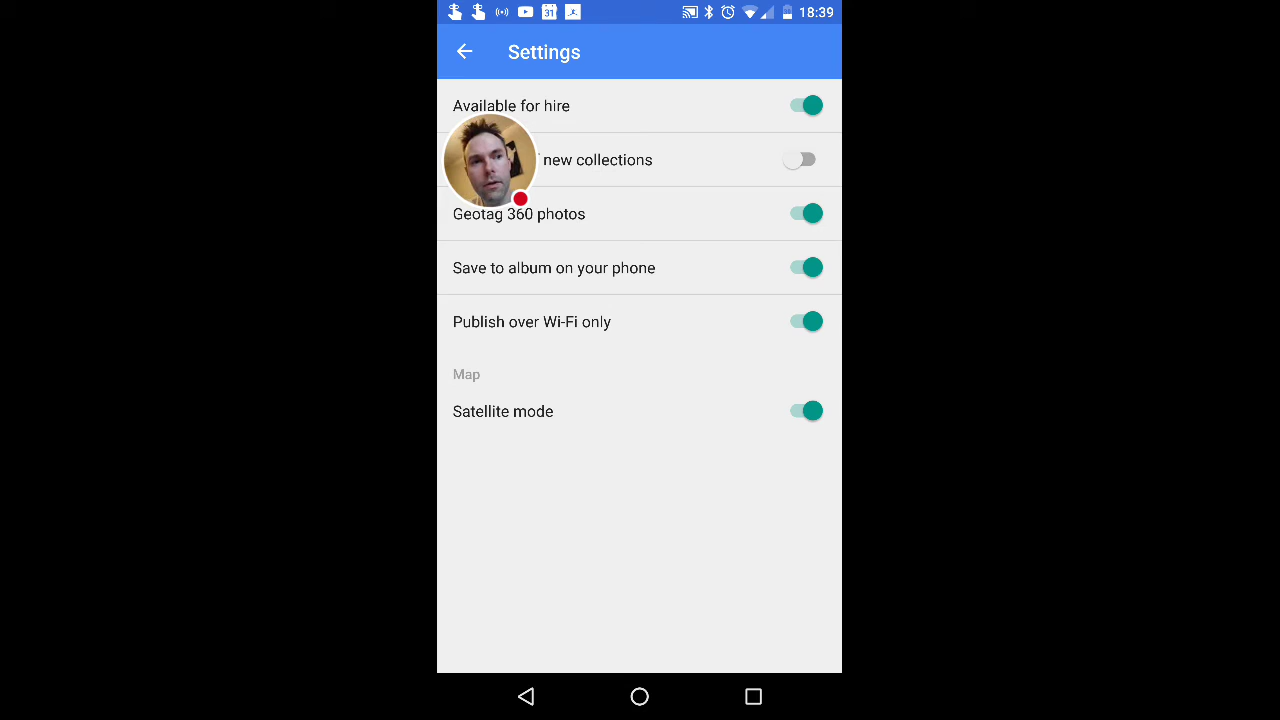 31
18:39
Settings
Available for hire
new collections
Geotag 360 photos
Save to album on your phone
Publish over Wi-Fi only
Map
Satellite mode